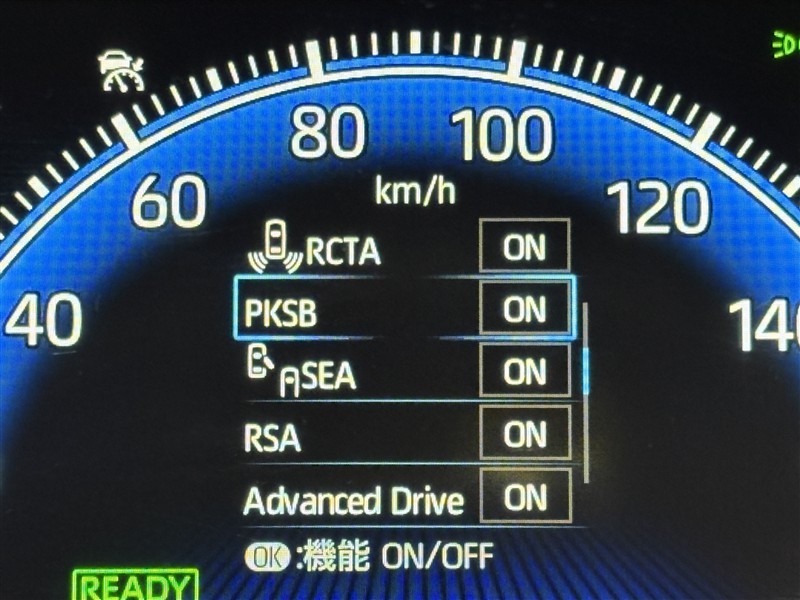 80 100
60 km/h 120
40 140
RCTA ON
PKSB ON
SEA ON
RSA ON
Advanced Drive ON
OK:機能 ON/OFF
READY